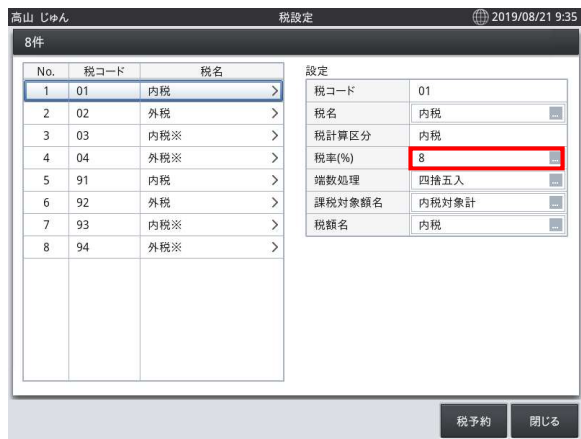 高山 じゅん 税設定 2019/08/21 9:35
8件
No. 税コード 税名
1 01 内税 >
2 02 外税 >
3 03 内税※ >
4 04 外税※ >
5 91 内税 >
6 92 外税 >
7 93 内税※ >
8 94 外税※ >
設定
税コード 01
税名 内税 ...
税計算区分 内税
税率(%) 8 ...
端数処理 四捨五入 ...
課税対象額名 内税対象計 ...
税額名 内税 ...
税予約 閉じる